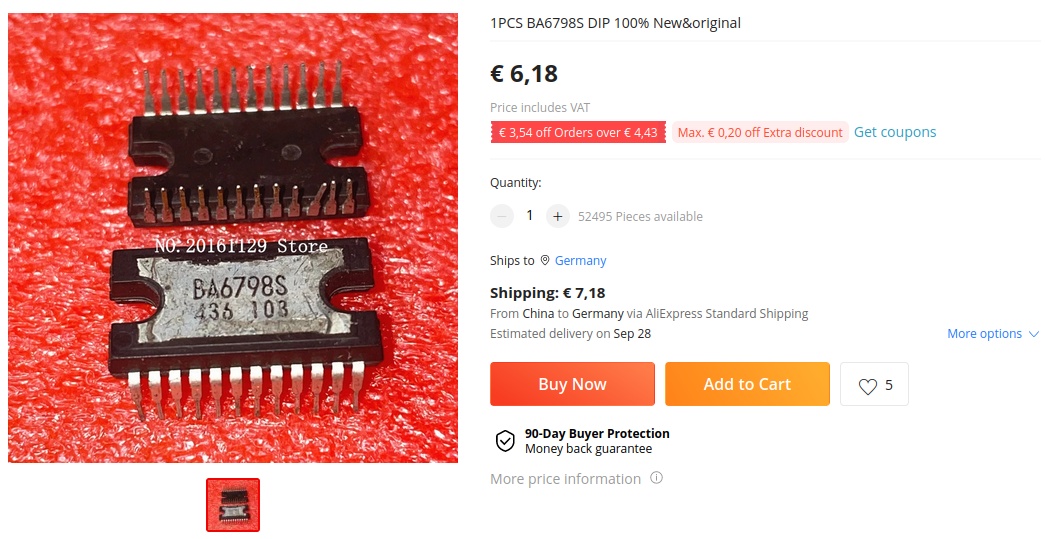 1PCS BA6798S DIP 100% New&original
€ 6,18
Price includes VAT
€ 3,54 off Orders over € 4,43 Max. € 0,20 off Extra discount Get coupons
Quantity:
1 + 52495 Pieces available
Ships to Germany
Shipping: € 7,18
From China to Germany via AliExpress Standard Shipping
Estimated delivery on Sep 28
More options
Buy Now Add to Cart 5
90-Day Buyer Protection
Money back guarantee
More price information
NO: 20161129 Store
BA6798S
436 103